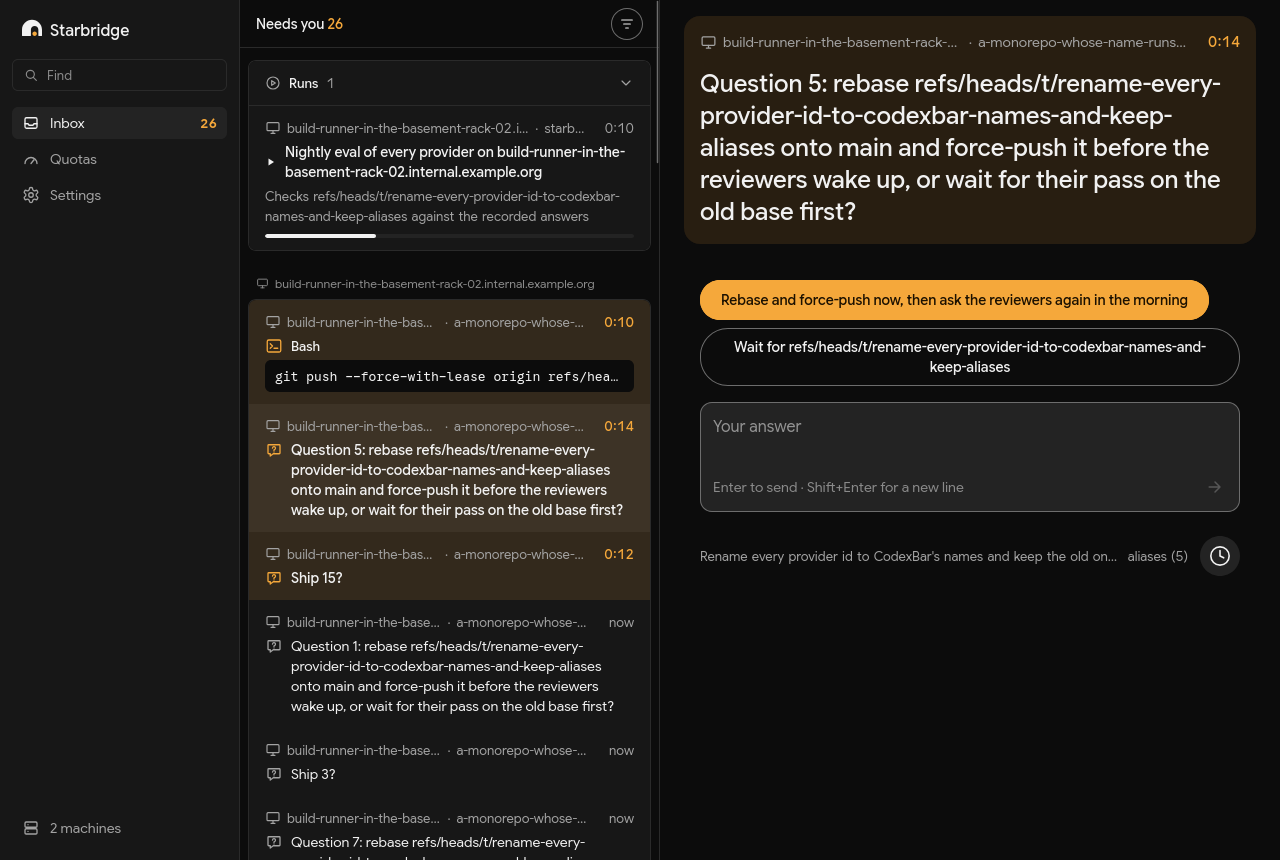 Starbridge
Find
Inbox 26
Quotas
Settings
2 machines
Needs you 26
Runs 1
build-runner-in-the-basement-rack-02.i… · starb… 0:10
Nightly eval of every provider on build-runner-in-the-
basement-rack-02.internal.example.org
Checks refs/heads/t/rename-every-provider-id-to-codexbar-
names-and-keep-aliases against the recorded answers
build-runner-in-the-basement-rack-02.internal.example.org
build-runner-in-the-bas… · a-monorepo-whose-… 0:10
Bash
git push --force-with-lease origin refs/hea…
build-runner-in-the-bas… · a-monorepo-whose-… 0:14
Question 5: rebase refs/heads/t/rename-every-
provider-id-to-codexbar-names-and-keep-aliases
onto main and force-push it before the reviewers
wake up, or wait for their pass on the old base first?
build-runner-in-the-bas… · a-monorepo-whose-… 0:12
Ship 15?
build-runner-in-the-base… · a-monorepo-whose-… now
Question 1: rebase refs/heads/t/rename-every-
provider-id-to-codexbar-names-and-keep-aliases
onto main and force-push it before the reviewers
wake up, or wait for their pass on the old base first?
build-runner-in-the-base… · a-monorepo-whose-… now
Ship 3?
build-runner-in-the-base… · a-monorepo-whose-… now
Question 7: rebase refs/heads/t/rename-every-
build-runner-in-the-basement-rack-… · a-monorepo-whose-name-runs… 0:14
Question 5: rebase refs/heads/t/rename-every-
provider-id-to-codexbar-names-and-keep-
aliases onto main and force-push it before the
reviewers wake up, or wait for their pass on the
old base first?
Rebase and force-push now, then ask the reviewers again in the morning
Wait for refs/heads/t/rename-every-provider-id-to-codexbar-names-and-
keep-aliases
Your answer
Enter to send · Shift+Enter for a new line
Rename every provider id to CodexBar's names and keep the old on… aliases (5)